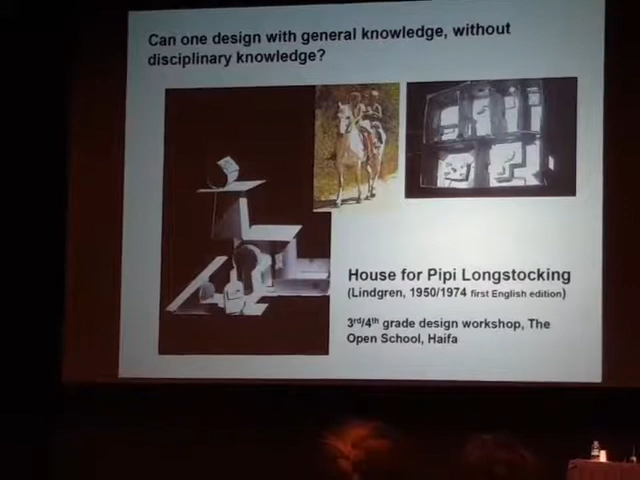 Can one design with general knowledge, without
disciplinary knowledge?
House for Pipi Longstocking
(Lindgren, 1950/1974 first English edition)
3rd/4th grade design workshop, The
Open School, Haifa